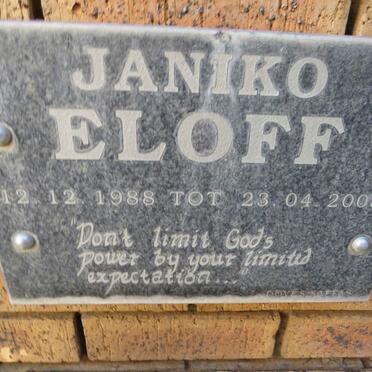 JANIKO
ELOFF
12.12.1988 TOT 23.04.200
"Don't limit God's
power by your limited
expectation..."